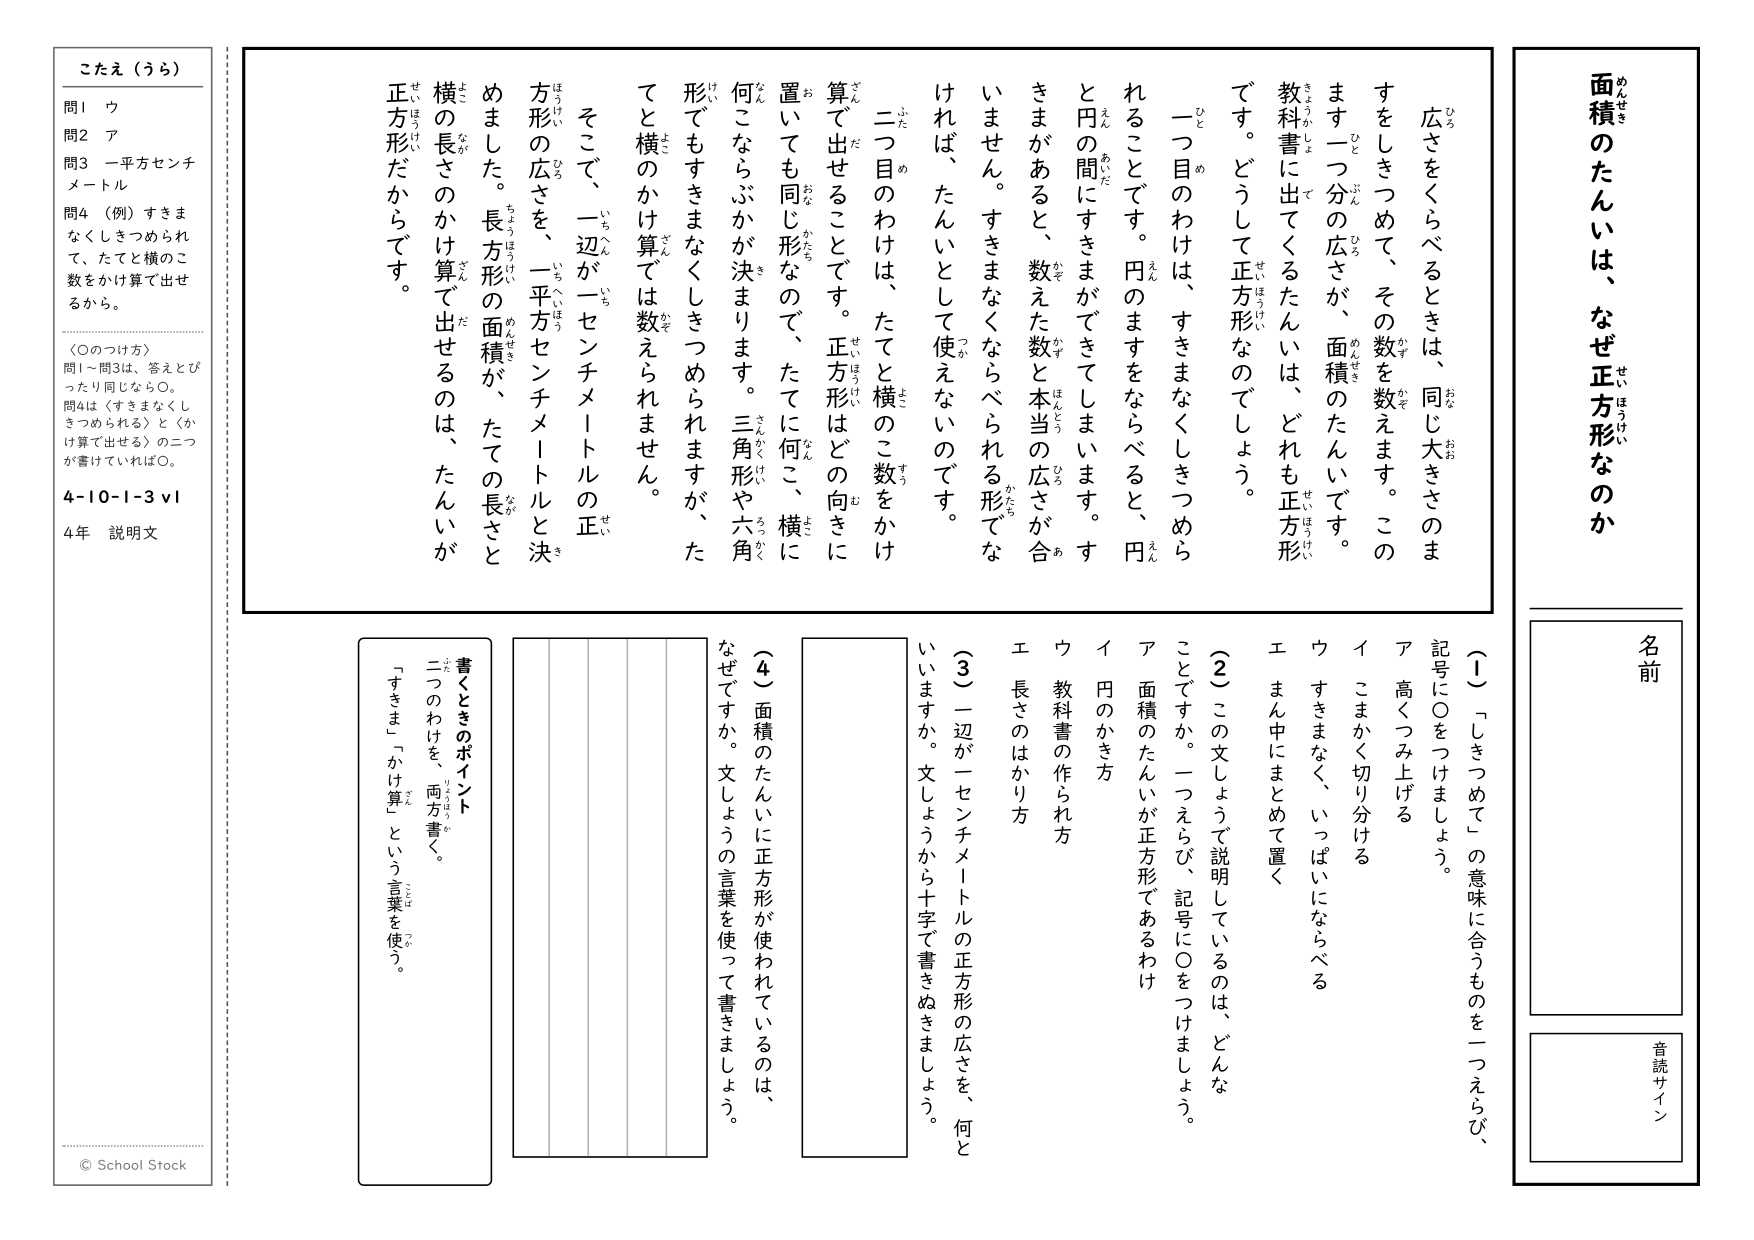 面積のたんいは、なぜ正方形なのか
名前
音読サイン
広さをくらべるときは、同じ大きさのま
すをしきつめて、その数を数えます。この
ます一つ分の広さが、面積のたんいです。
教科書に出てくるたんいは、どれも正方形
です。どうして正方形なのでしょう。
一つ目のわけは、すきまなくしきつめら
れることです。円のますをならべると、円
と円の間にすきまができてしまいます。す
きまがあると、数えた数と本当の広さが合
いません。すきまなくならべられる形でな
ければ、たんいとして使えないのです。
二つ目のわけは、たてと横のこ数をかけ
算で出せることです。正方形はどの向きに
置いても同じ形なので、たてに何こ、横に
何こならぶかが決まります。三角形や六角
形でもすきまなくしきつめられますが、た
てと横のかけ算では数えられません。
そこで、一辺が一センチメートルの正
方形の広さを、一平方センチメートルと決
めました。長方形の面積が、たての長さと
横の長さのかけ算で出せるのは、たんいが
正方形だからです。
(1)「しきつめて」の意味に合うものを一つえらび、
記号に○をつけましょう。
ア 高くつみ上げる
イ こまかく切り分ける
ウ すきまなく、いっぱいにならべる
エ まん中にまとめて置く
(2)この文しょうで説明しているのは、どんな
ことですか。一つえらび、記号に○をつけましょう。
ア 面積のたんいが正方形であるわけ
イ 円のかき方
ウ 教科書の作られ方
エ 長さのはかり方
(3)一辺が一センチメートルの正方形の広さを、何と
いいますか。文しょうから十字で書きぬきましょう。
(4)面積のたんいに正方形が使われているのは、
なぜですか。文しょうの言葉を使って書きましょう。
書くときのポイント
二つのわけを、両方書く。
「すきま」「かけ算」という言葉を使う。
こたえ(うら)
問1 ウ
問2 ア
問3 一平方センチ
メートル
問4 (例)すきま
なくしきつめられ
て、たてと横のこ
数をかけ算で出せ
るから。
〈○のつけ方〉
問1〜問3は、答えとぴ
ったり同じなら○。
問4は〈すきまなくし
きつめられる〉と〈か
け算で出せる〉の二つ
が書けていれば○。
4-10-1-3 v1
4年 説明文
© School Stock